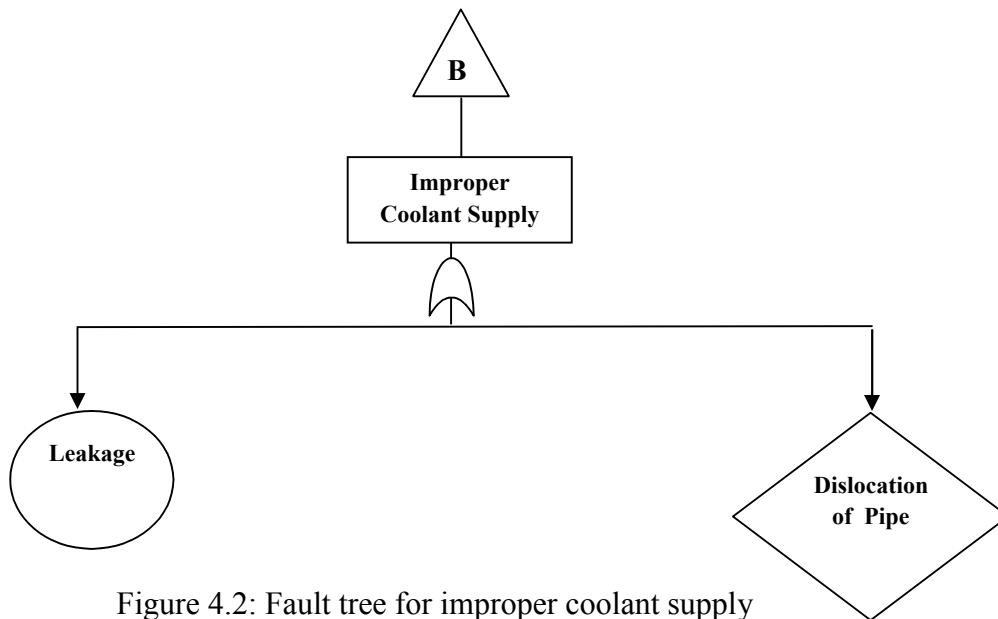 B
Improper
Coolant Supply
Leakage
Dislocation
of Pipe
Figure 4.2: Fault tree for improper coolant supply